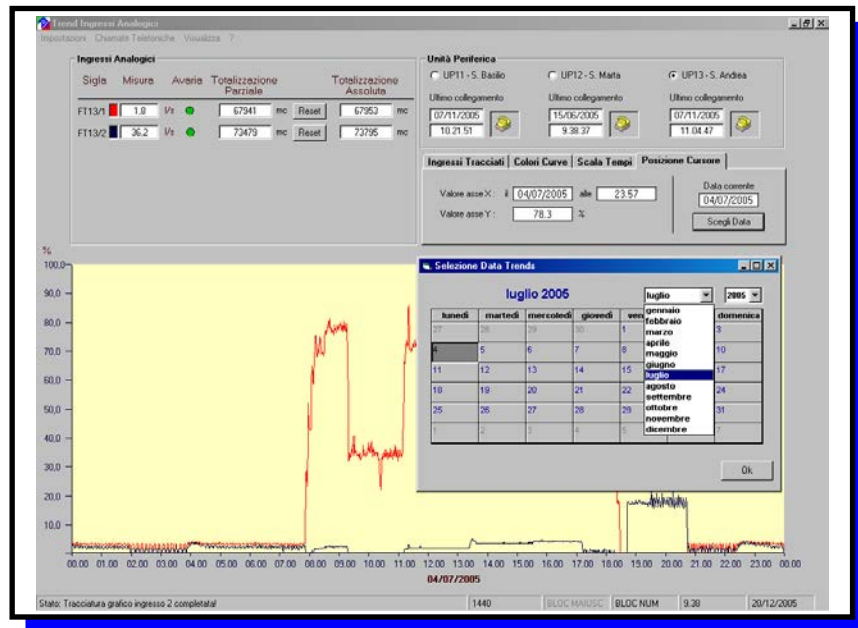 Trend Ingressi Analogici
Impostazioni Chiamate Telefoniche Visualizza ?
Ingressi Analogici
Sigla Misura Avaria Totalizzazione Parziale Totalizzazione Assoluta
FT13/1 1.8 l/s 67941 mc Reset 67953 mc
FT13/2 36.2 l/s 73479 mc Reset 73795 mc
Unità Periferica
UP11 - S. Basilio UP12 - S. Marta UP13 - S. Andrea
Ultimo collegamento Ultimo collegamento Ultimo collegamento
07/11/2005 15/06/2005 07/11/2005
10.21.51 9.38.37 11.04.47
Ingressi Tracciati Colori Curve Scala Tempi Posizione Cursore
Valore asse X : il 04/07/2005 alle 23.57
Valore asse Y : 78.3 %
Data corrente
04/07/2005
Scegli Data
%
100,0
90,0
80,0
70,0
60,0
50,0
40,0
30,0
20,0
10.0
Selezione Data Trends
luglio 2005 luglio 2005
lunedì martedì mercoledì giovedì ven domenica
27 28 29 30 1 3
4 5 6 7 8 10
11 12 13 14 15 17
18 19 20 21 22 24
25 26 27 28 29 31
1 2 3 4 5 7
gennaio
febbraio
marzo
aprile
maggio
giugno
luglio
agosto
settembre
ottobre
novembre
dicembre
Ok
00.00 01.00 02.00 03.00 04.00 05.00 06.00 07.00 08.00 09.00 10.00 11.00 12.00 13.00 14.00 15.00 16.00 17.00 18.00 19.00 20.00 21.00 22.00 23.00 00.00
04/07/2005
Stato: Tracciatura grafico ingresso 2 completata! 1440 BLOC MAIUSC BLOC NUM 9.38 20/12/2005